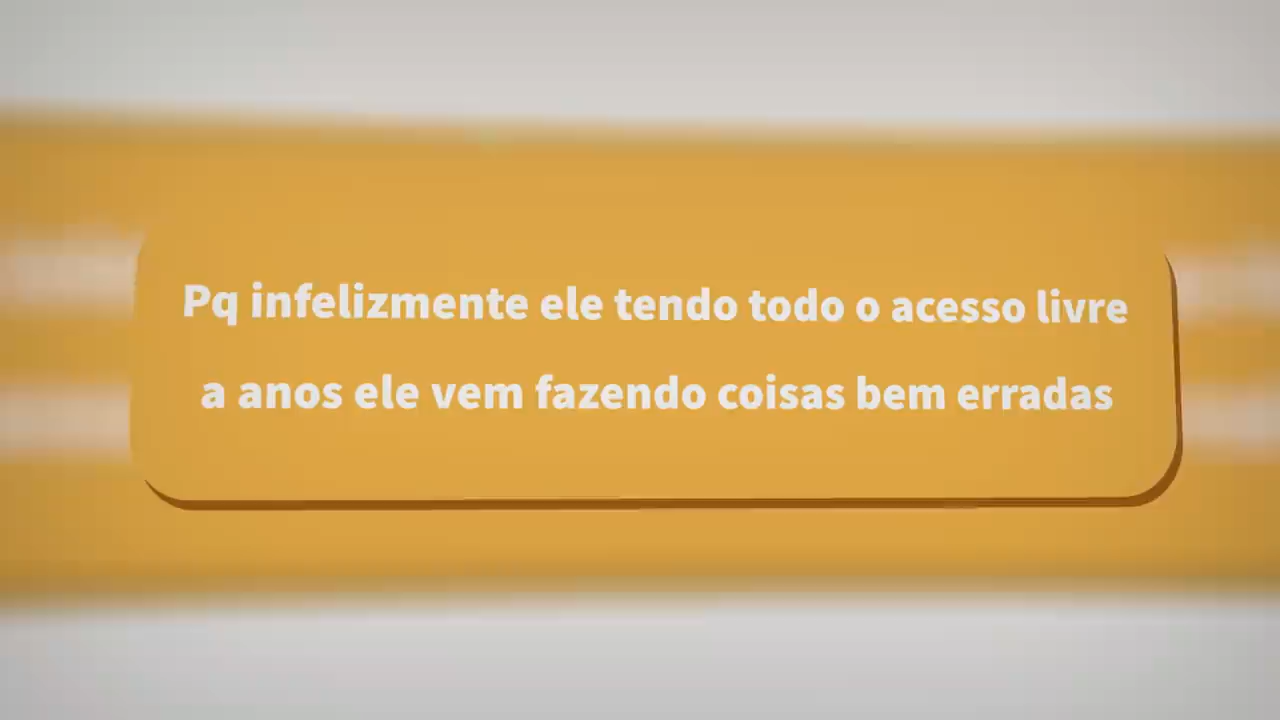 Pq infelizmente ele tendo todo o acesso livre
a anos ele vem fazendo coisas bem erradas